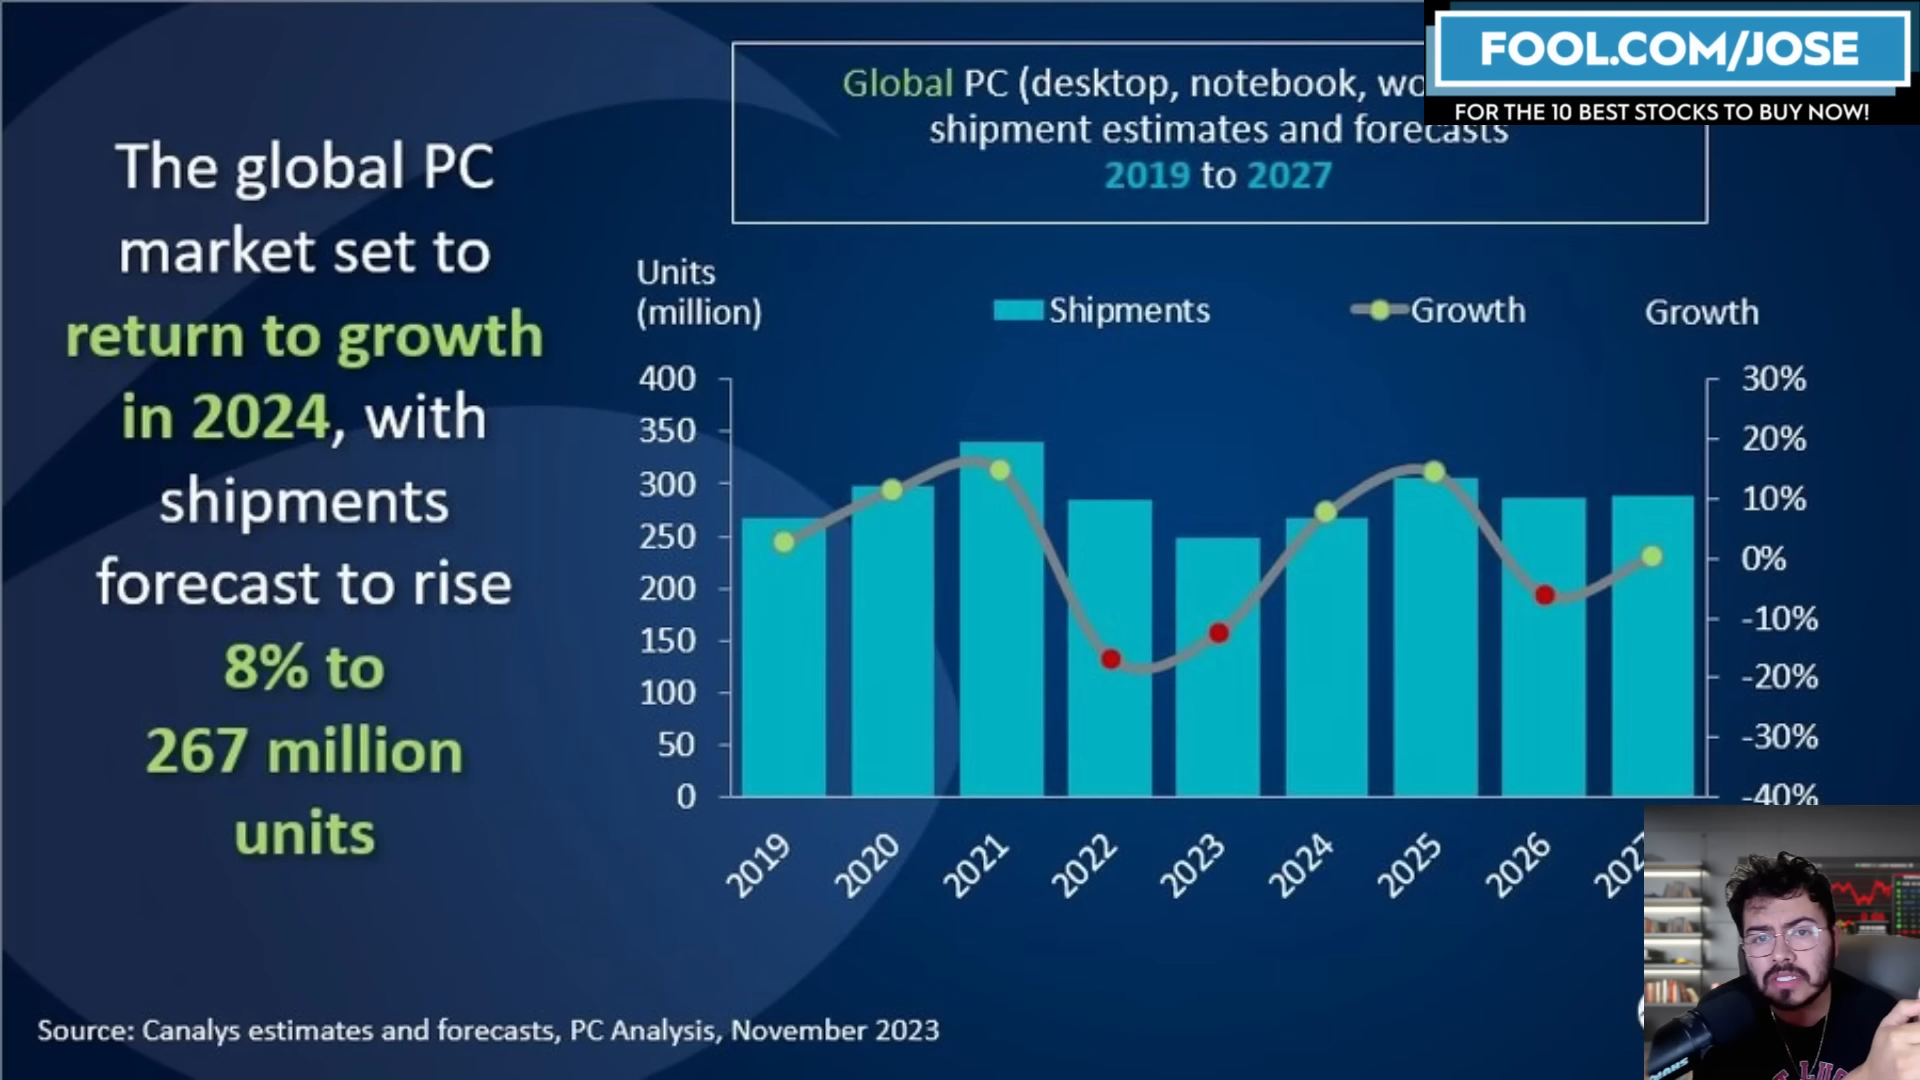 FOOL.COM/JOSE
FOR THE 10 BEST STOCKS TO BUY NOW!
Global PC (desktop, notebook,
shipment estimates and forecasts
2019 to 2027
The global PC
market set to
return to growth
in 2024, with
shipments
forecast to rise
8% to
267 million
units
Units
(million)
Shipments
Growth
Growth
400
350
300
250
200
150
100
50
0
30%
20%
10%
0%
-10%
-20%
-30%
-40%
2019
2020
2021
2022
2023
2024
2025
2026
Source: Canalys estimates and forecasts, PC Analysis, November 2023